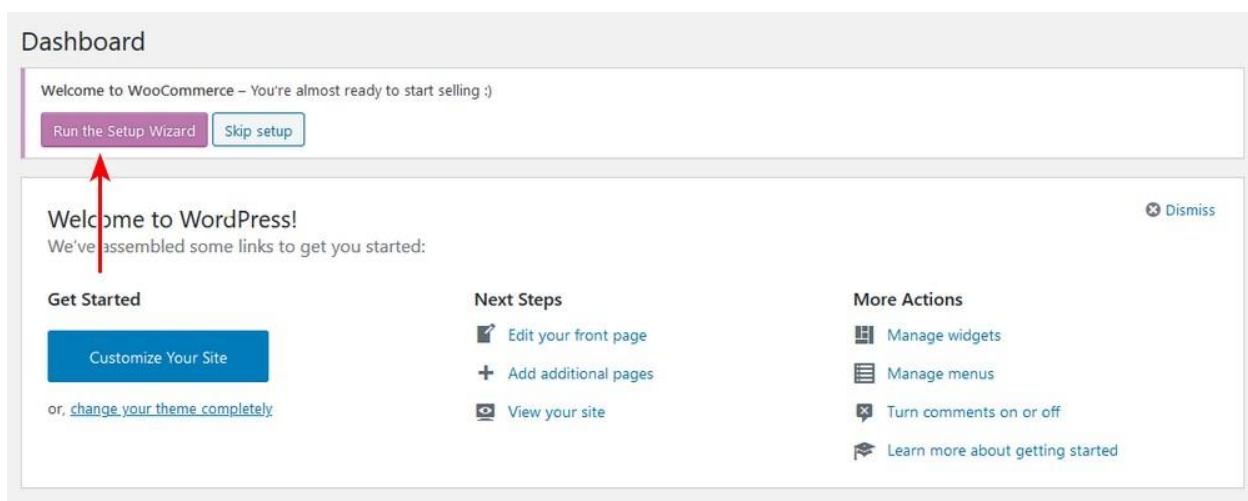 Dashboard
Welcome to WooCommerce – You're almost ready to start selling :)
Run the Setup Wizard
Skip setup
Welcome to WordPress!
Dismiss
We've assembled some links to get you started:
Get Started
Customize Your Site
or, change your theme completely
Next Steps
Edit your front page
Add additional pages
View your site
More Actions
Manage widgets
Manage menus
Turn comments on or off
Learn more about getting started